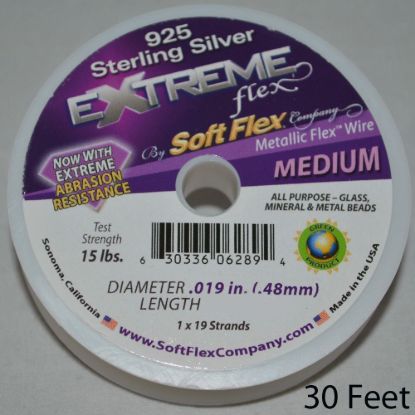 925
Sterling Silver
EXTREME
flex
By Soft Flex Company
Metallic Flex™ Wire
MEDIUM
NOW WITH
EXTREME
ABRASION
RESISTANCE
ALL PURPOSE – GLASS,
MINERAL & METAL BEADS
Test
Strength
15 lbs.
6 30336 06289 4
GREEN
PRODUCT
DIAMETER .019 in. (.48mm)
LENGTH
1 x 19 Strands
Sonoma, California
www.SoftFlexCompany.com
Made in the USA
30 Feet